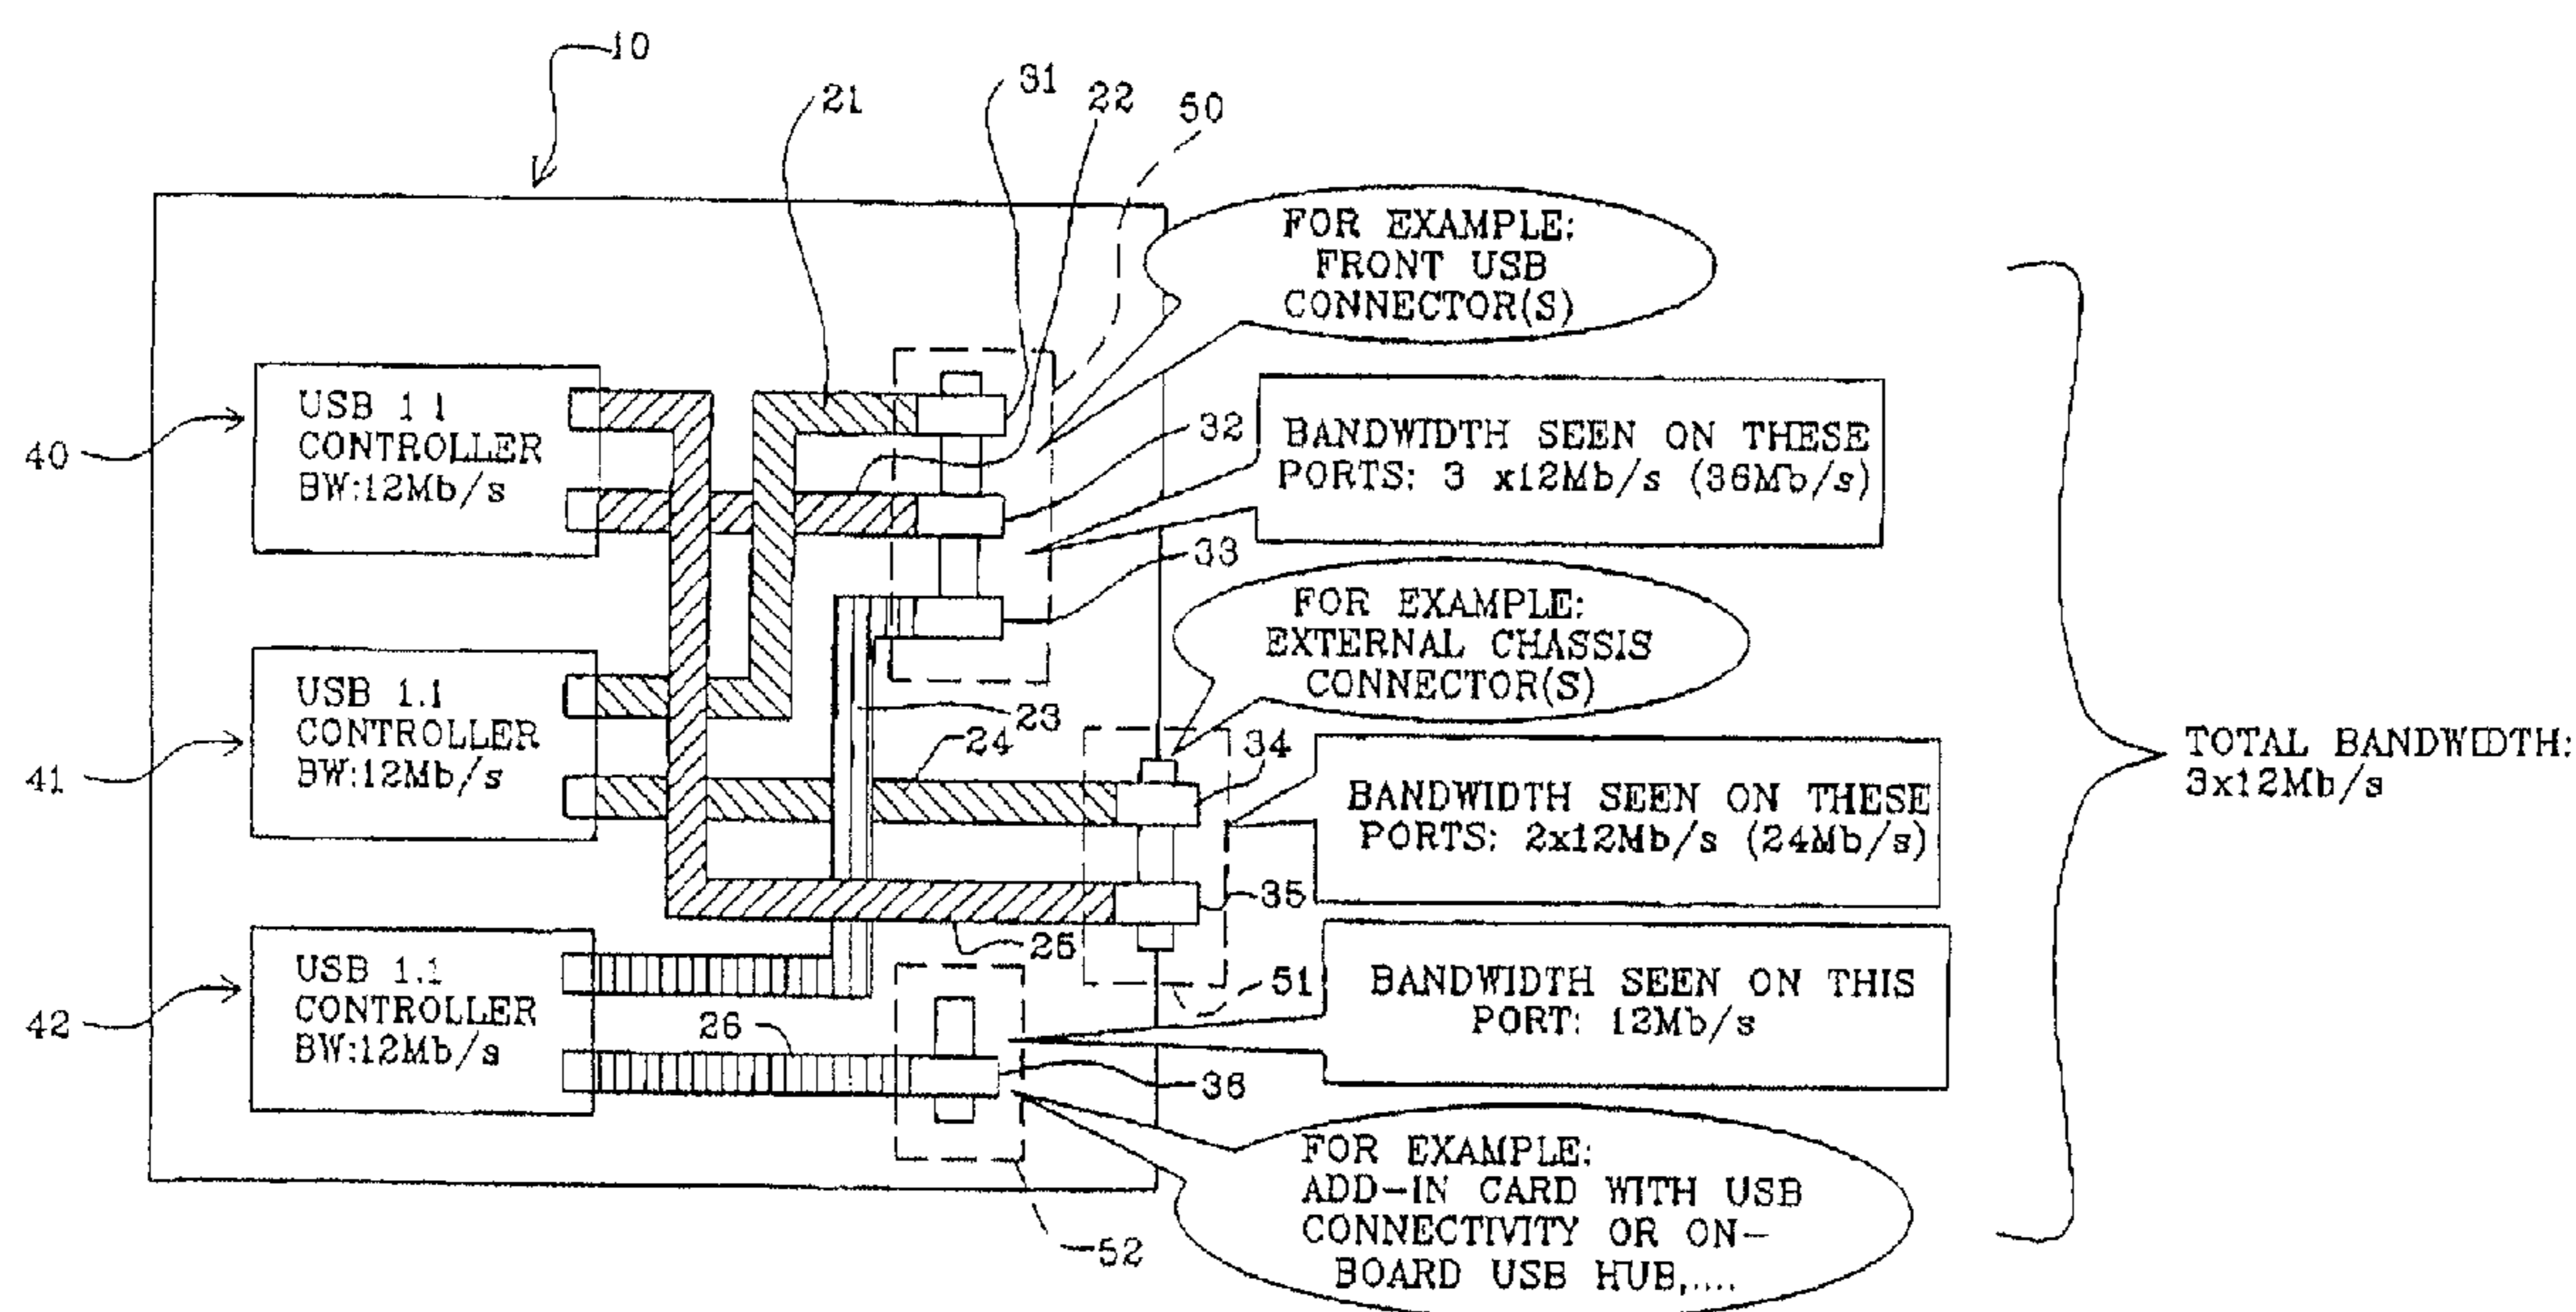 10
21
31
22
50
FOR EXAMPLE:
FRONT USB
CONNECTOR(S)
40
USB 1 1
CONTROLLER
BW:12Mb/s
32
BANDWIDTH SEEN ON THESE
PORTS: 3 x12Mb/s (36Mb/s)
33
FOR EXAMPLE:
EXTERNAL CHASSIS
CONNECTOR(S)
41
USB 1.1
CONTROLLER
BW:12Mb/s
23
24
34
BANDWIDTH SEEN ON THESE
PORTS: 2x12Mb/s (24Mb/s)
TOTAL BANDWIDTH:
3x12Mb/s
35
25
42
USB 1.1
CONTROLLER
BW:12Mb/s
26
51
BANDWIDTH SEEN ON THIS
PORT: 12Mb/s
36
52
FOR EXAMPLE:
ADD-IN CARD WITH USB
CONNECTIVITY OR ON-
BOARD USB HUB,....